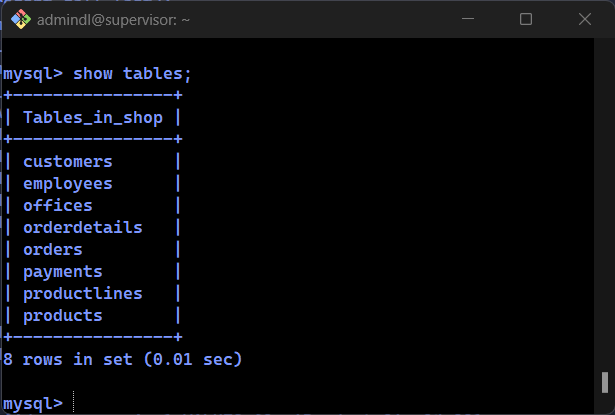 admindl@supervisor: ~
mysql> show tables;
+----------------+
| Tables_in_shop |
+----------------+
| customers      |
| employees      |
| offices        |
| orderdetails   |
| orders         |
| payments       |
| productlines   |
| products       |
+----------------+
8 rows in set (0.01 sec)
mysql>